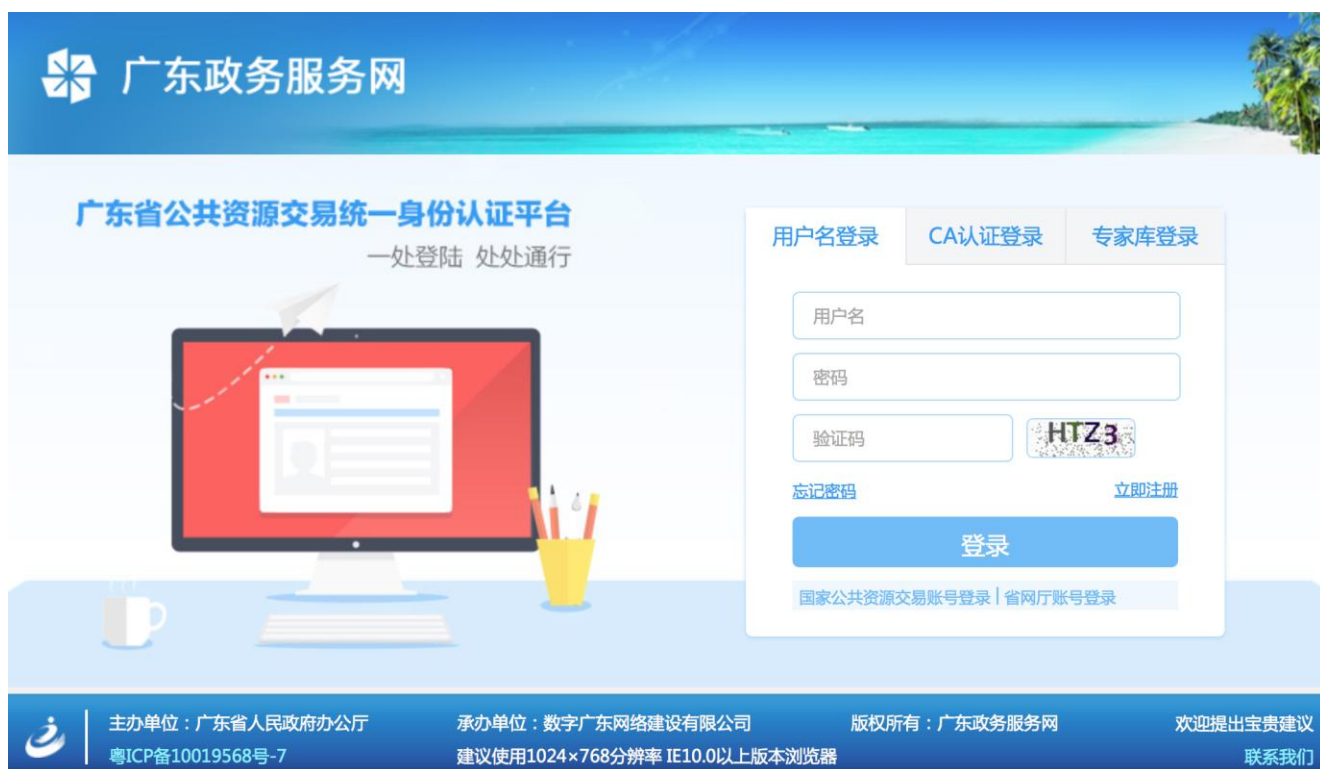 广东政务服务网
广东省公共资源交易统一身份认证平台
一处登陆 处处通行
用户名登录 CA认证登录 专家库登录
用户名
密码
验证码 HTZ3
忘记密码 立即注册
登录
国家公共资源交易账号登录 | 省网厅账号登录
主办单位：广东省人民政府办公厅 承办单位：数字广东网络建设有限公司 版权所有：广东政务服务网 欢迎提出宝贵建议
粤ICP备10019568号-7 建议使用1024×768分辨率 IE10.0以上版本浏览器 联系我们